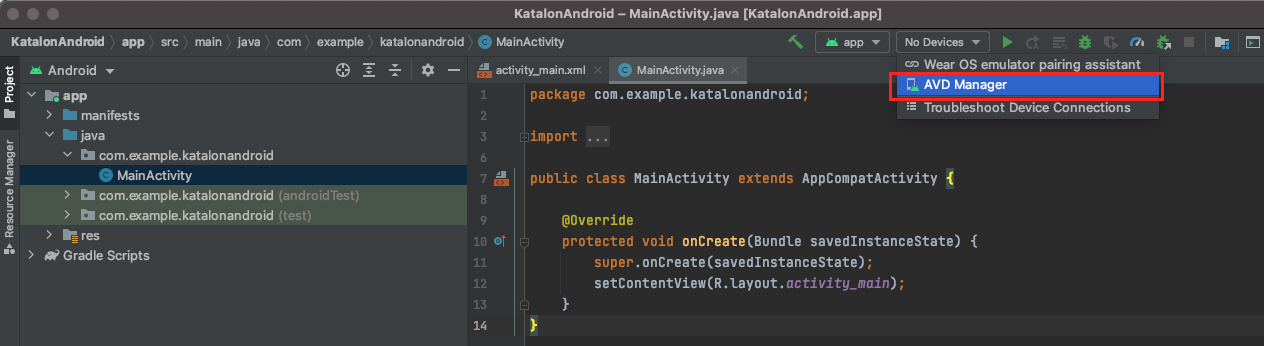 KatalonAndroid – MainActivity.java [KatalonAndroid.app]
KatalonAndroid app src main java com example katalonandroid MainActivity app No Devices
Wear OS emulator pairing assistant
AVD Manager
Troubleshoot Device Connections
Project
Resource Manager
Android
app
manifests
java
com.example.katalonandroid
MainActivity
com.example.katalonandroid (androidTest)
com.example.katalonandroid (test)
res
Gradle Scripts
activity_main.xml MainActivity.java
1 package com.example.katalonandroid;
2
3 import ...
6
7 public class MainActivity extends AppCompatActivity {
8
9 @Override
10 protected void onCreate(Bundle savedInstanceState) {
11 super.onCreate(savedInstanceState);
12 setContentView(R.layout.activity_main);
13 }
14 }